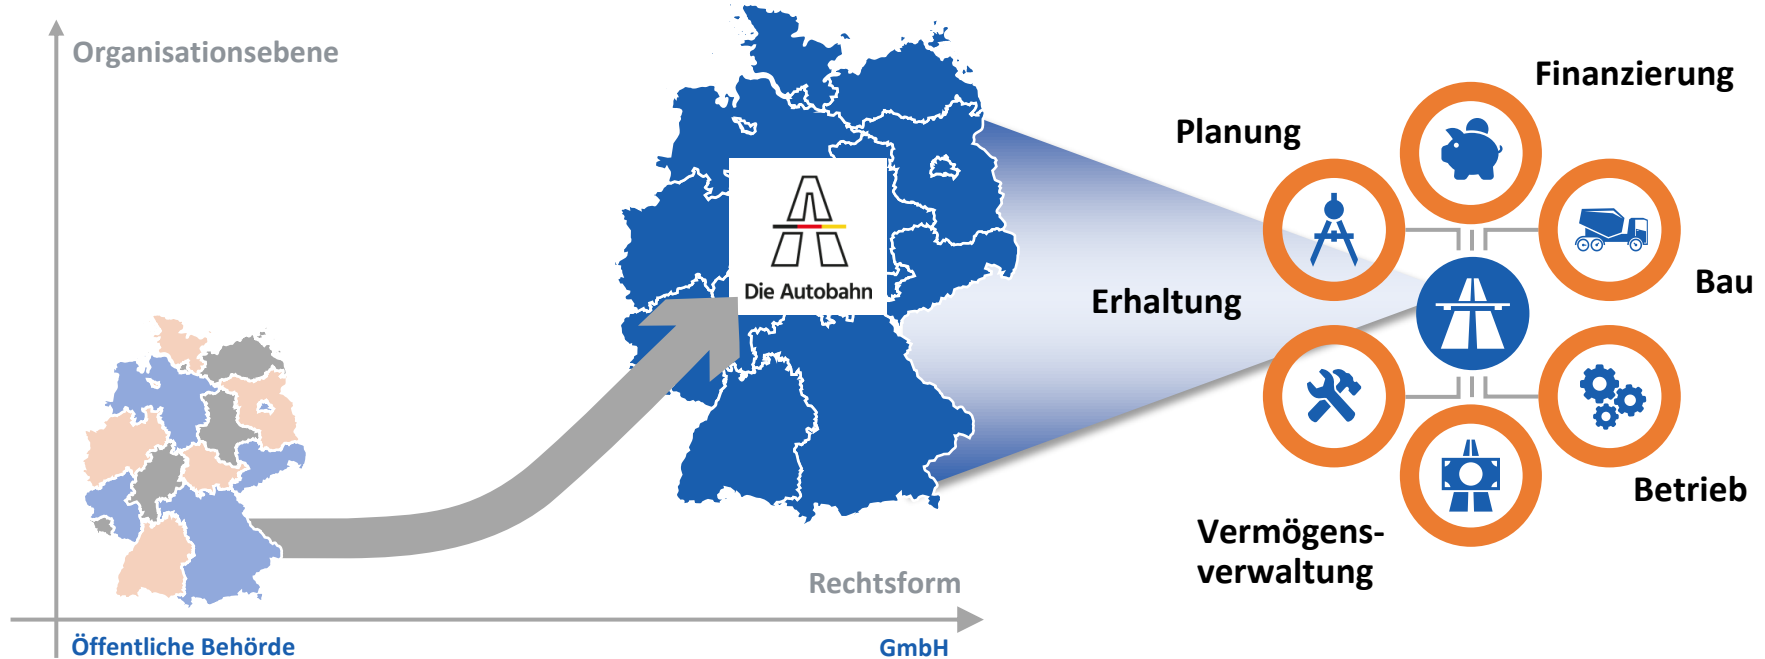 Organisationsebene
Finanzierung
Planung
Die Autobahn
Erhaltung
Bau
Betrieb
Vermögens-
verwaltung
Rechtsform
Öffentliche Behörde
GmbH